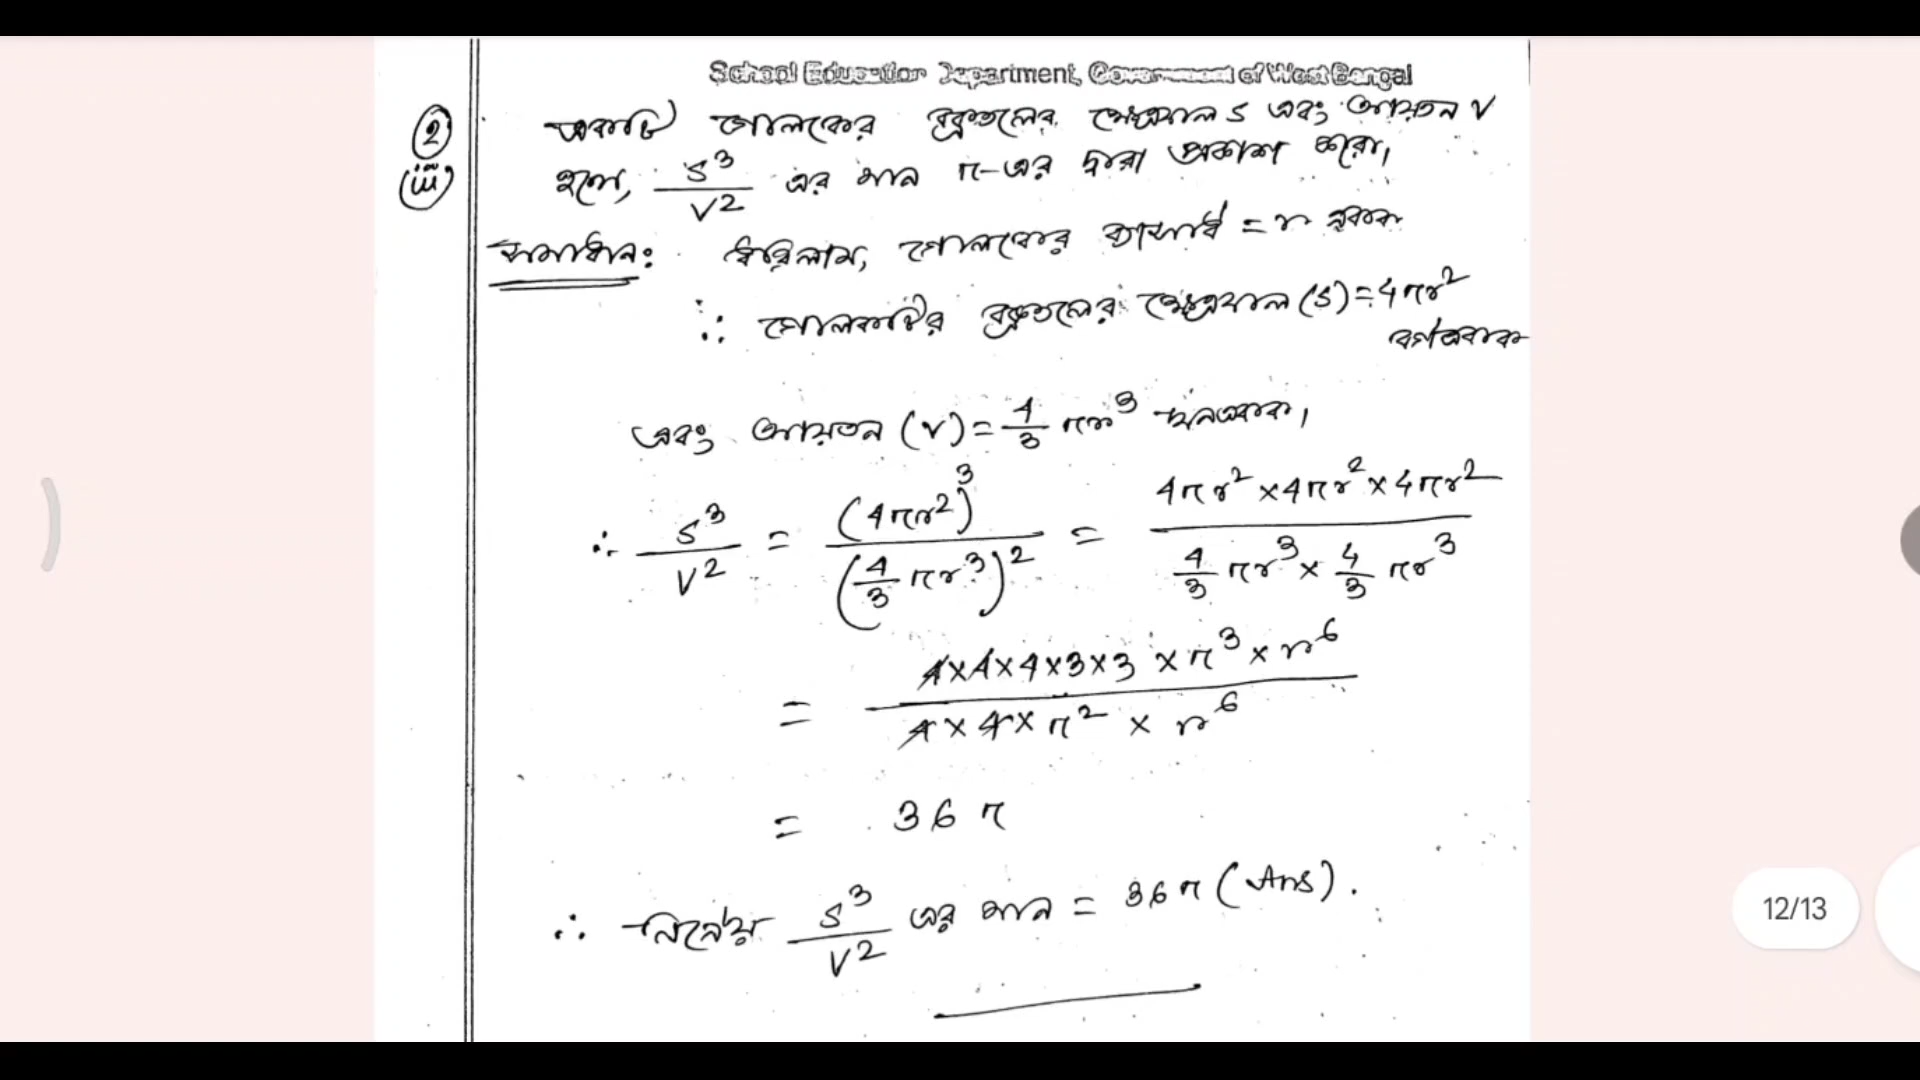 School Education Department, Government of West Bengal
② একটি গোলকের বক্রতলের ক্ষেত্রফল S এবং আয়তন V
(iii) হলে, S³/V² এর মান π-এর দ্বারা প্রকাশ করো।
সমাধান: ধরিলাম, গোলকের ব্যাসার্ধ = r একক
∴ গোলকটির বক্রতলের ক্ষেত্রফল (S) = 4πr²
বর্গএকক
এবং আয়তন (V) = 4/3 πr³ ঘনএকক।
∴ S³/V² = (4πr²)³/(4/3 πr³)² = 4πr²×4πr²×4πr²/4/3 πr³ × 4/3 πr³
= 4×4×4×3×3×π³×r⁶/4×4×π²×r⁶
= 36π
∴ নির্ণেয় S³/V² এর মান = 36π (Ans).
12/13